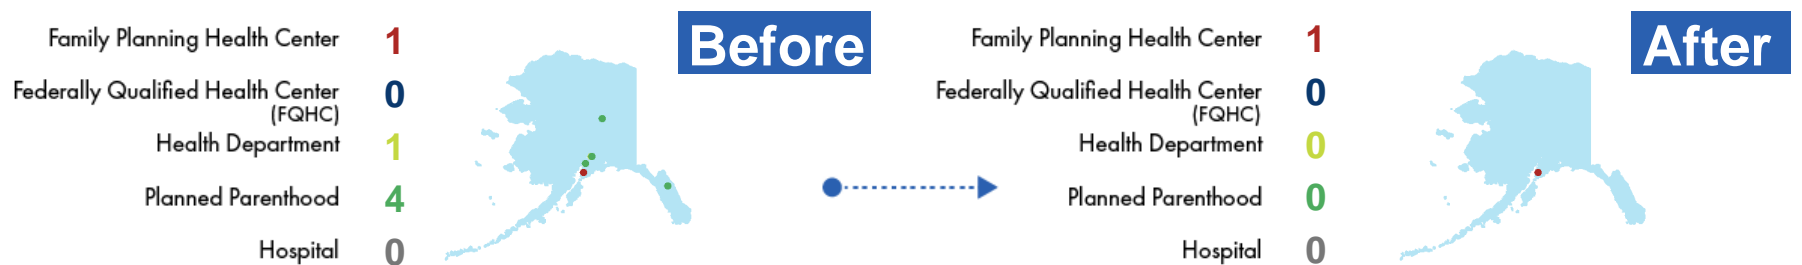 Before
Family Planning Health Center 1
Federally Qualified Health Center 0
(FQHC)
Health Department 1
Planned Parenthood 4
Hospital 0
After
Family Planning Health Center 1
Federally Qualified Health Center 0
(FQHC)
Health Department 0
Planned Parenthood 0
Hospital 0